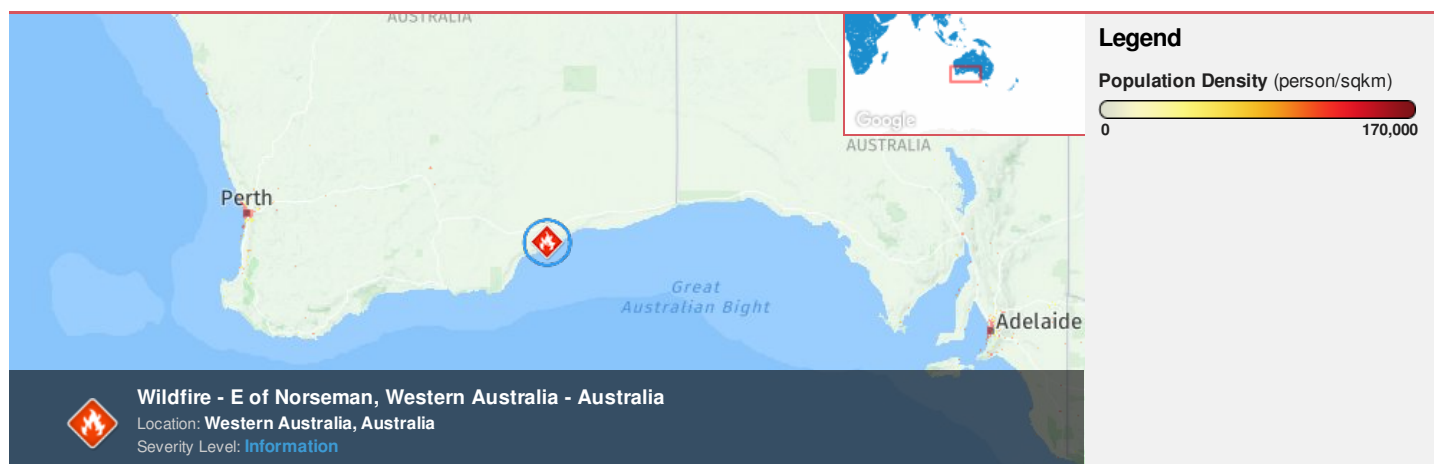 AUSTRALIA
Google
AUSTRALIA
Perth
Great
Australian Bight
Adelaide
Wildfire - E of Norseman, Western Australia - Australia
Location: Western Australia, Australia
Severity Level: Information
Legend
Population Density (person/sqkm)
0 170,000